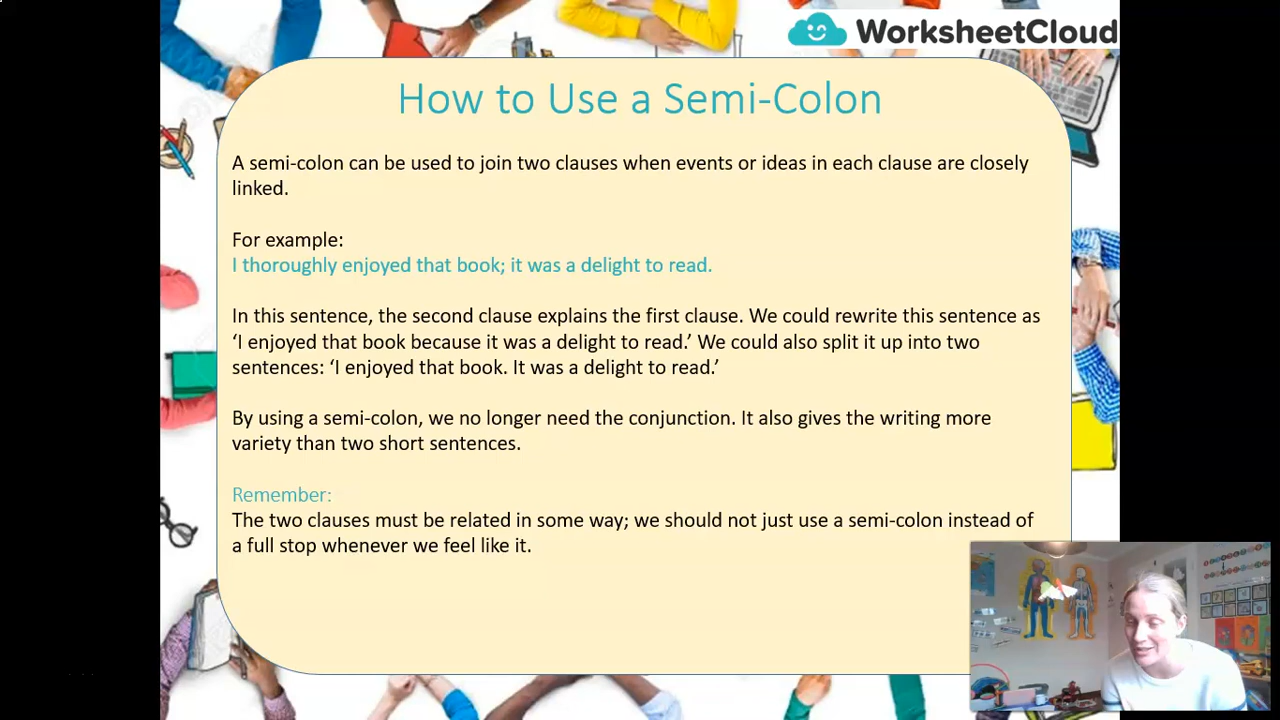 WorksheetCloud
How to Use a Semi-Colon
A semi-colon can be used to join two clauses when events or ideas in each clause are closely
linked.
For example:
I thoroughly enjoyed that book; it was a delight to read.
In this sentence, the second clause explains the first clause. We could rewrite this sentence as
‘I enjoyed that book because it was a delight to read.’ We could also split it up into two
sentences: ‘I enjoyed that book. It was a delight to read.’
By using a semi-colon, we no longer need the conjunction. It also gives the writing more
variety than two short sentences.
Remember:
The two clauses must be related in some way; we should not just use a semi-colon instead of
a full stop whenever we feel like it.